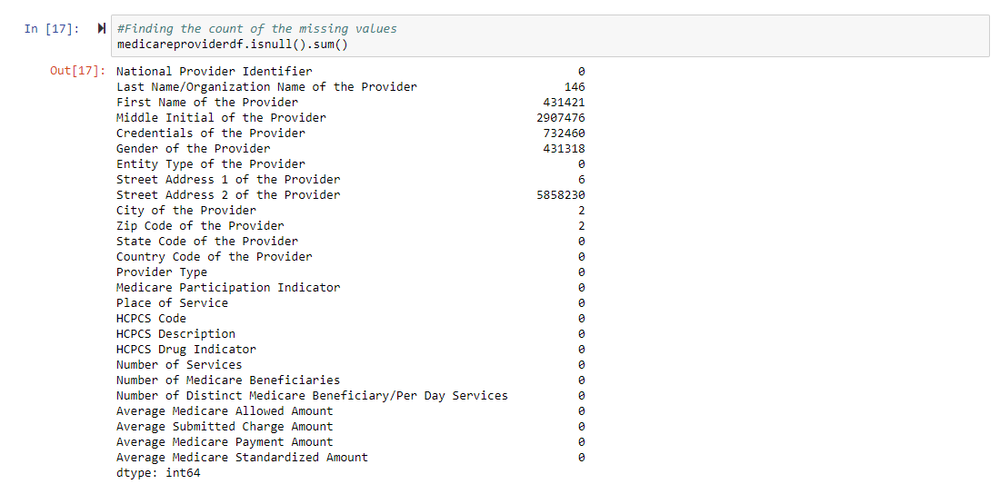 In [17]: #Finding the count of the missing values
medicareproviderdf.isnull().sum()
Out[17]: National Provider Identifier 0
Last Name/Organization Name of the Provider 146
First Name of the Provider 431421
Middle Initial of the Provider 2907476
Credentials of the Provider 732460
Gender of the Provider 431318
Entity Type of the Provider 0
Street Address 1 of the Provider 6
Street Address 2 of the Provider 5858230
City of the Provider 2
Zip Code of the Provider 2
State Code of the Provider 0
Country Code of the Provider 0
Provider Type 0
Medicare Participation Indicator 0
Place of Service 0
HCPCS Code 0
HCPCS Description 0
HCPCS Drug Indicator 0
Number of Services 0
Number of Medicare Beneficiaries 0
Number of Distinct Medicare Beneficiary/Per Day Services 0
Average Medicare Allowed Amount 0
Average Submitted Charge Amount 0
Average Medicare Payment Amount 0
Average Medicare Standardized Amount 0
dtype: int64